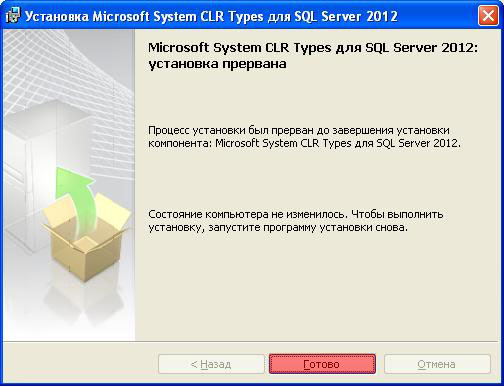 Установка Microsoft System CLR Types для SQL Server 2012
Microsoft System CLR Types для SQL Server 2012:
установка прервана
Процесс установки был прерван до завершения установки
компонента: Microsoft System CLR Types для SQL Server 2012.
Состояние компьютера не изменилось. Чтобы выполнить
установку, запустите программу установки снова.
< Назад
Готово
Отмена